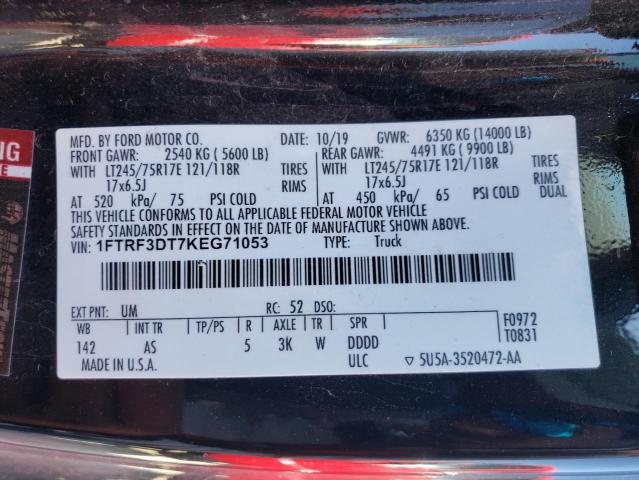 MFD. BY FORD MOTOR CO. DATE: 10/19 GVWR: 6350 KG (14000 LB)
FRONT GAWR: 2540 KG (5600 LB) REAR GAWR: 4491 KG (9900 LB)
WITH LT245/75R17E 121/118R TIRES WITH LT245/75R17E 121/118R TIRES
17x6.5J RIMS 17x6.5J RIMS
AT 520 kPa/ 75 PSI COLD AT 450 kPa/ 65 PSI COLD
THIS VEHICLE CONFORMS TO ALL APPLICABLE FEDERAL MOTOR VEHICLE
SAFETY STANDARDS IN EFFECT ON THE DATE OF MANUFACTURE SHOWN ABOVE.
VIN: 1FTRF3DT7KEG71053 TYPE: Truck DUAL
EXT PNT: UM RC: 52 DSO:
WB INT TR TP/PS R AXLE TR SPR F0972
142 AS 5 3K W DDDD T0831
MADE IN U.S.A. ULC ▽ 5U5A-3520472-AA
NG
E